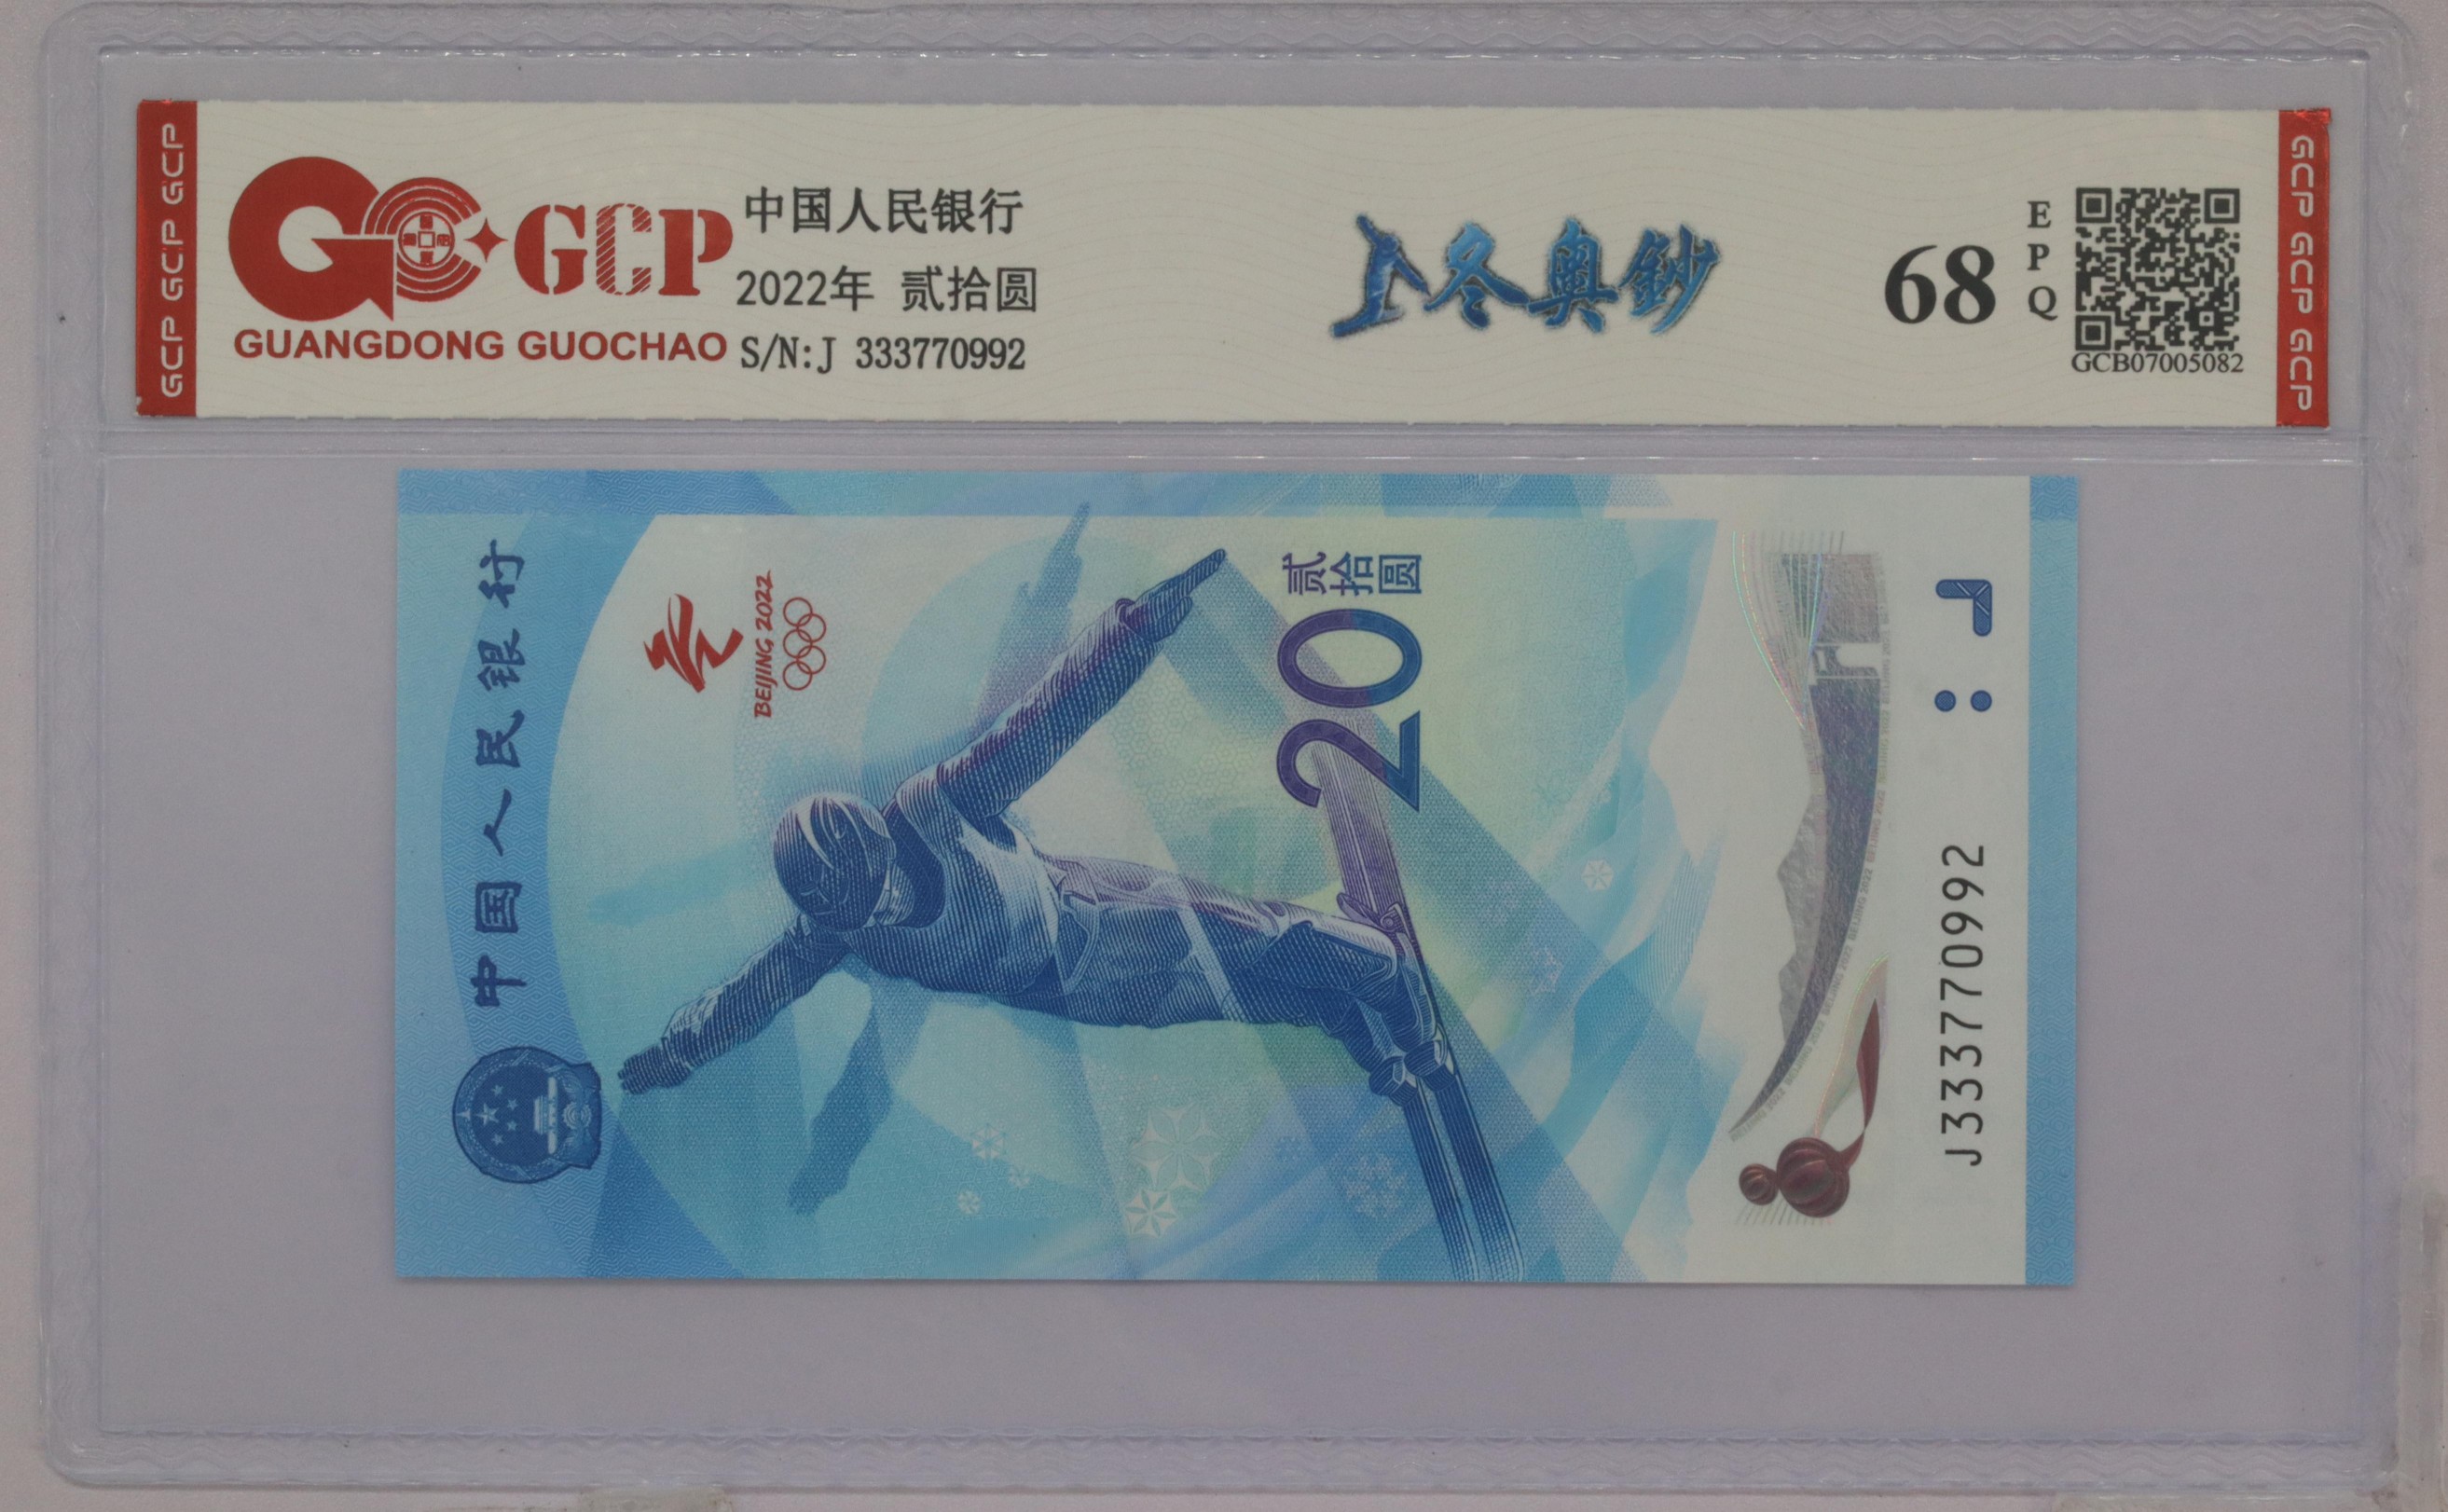 GCP GCP GCP
GCP
GUANGDONG GUOCHAO
中国人民银行
2022年 贰拾圆
S/N:J 333770992
冬奥鈔
68
EPQ
GCB07005082
GCP GCP GCP
中国人民银行
BEIJING 2022
贰拾圆
20
J333770992